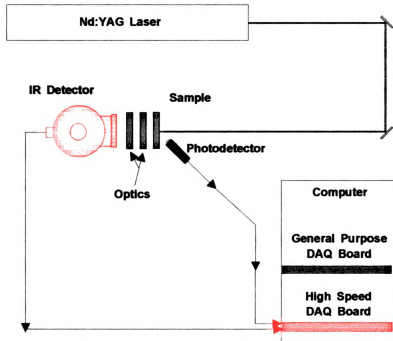 Nd:YAG Laser
IR Detector
Sample
Photodetector
Optics
Computer
General Purpose
DAQ Board
High Speed
DAQ Board